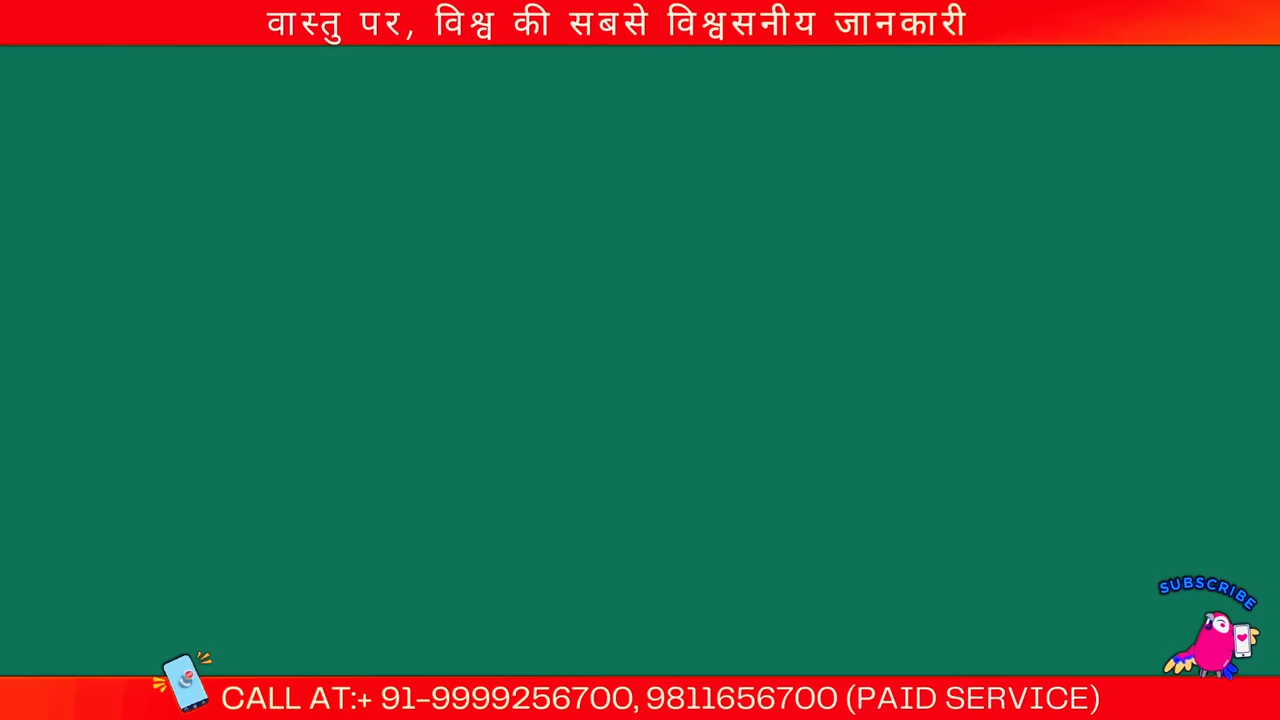 वास्तु पर, विश्व की सबसे विश्वसनीय जानकारी
SUBSCRIBE
CALL AT:+ 91-9999256700, 9811656700 (PAID SERVICE)